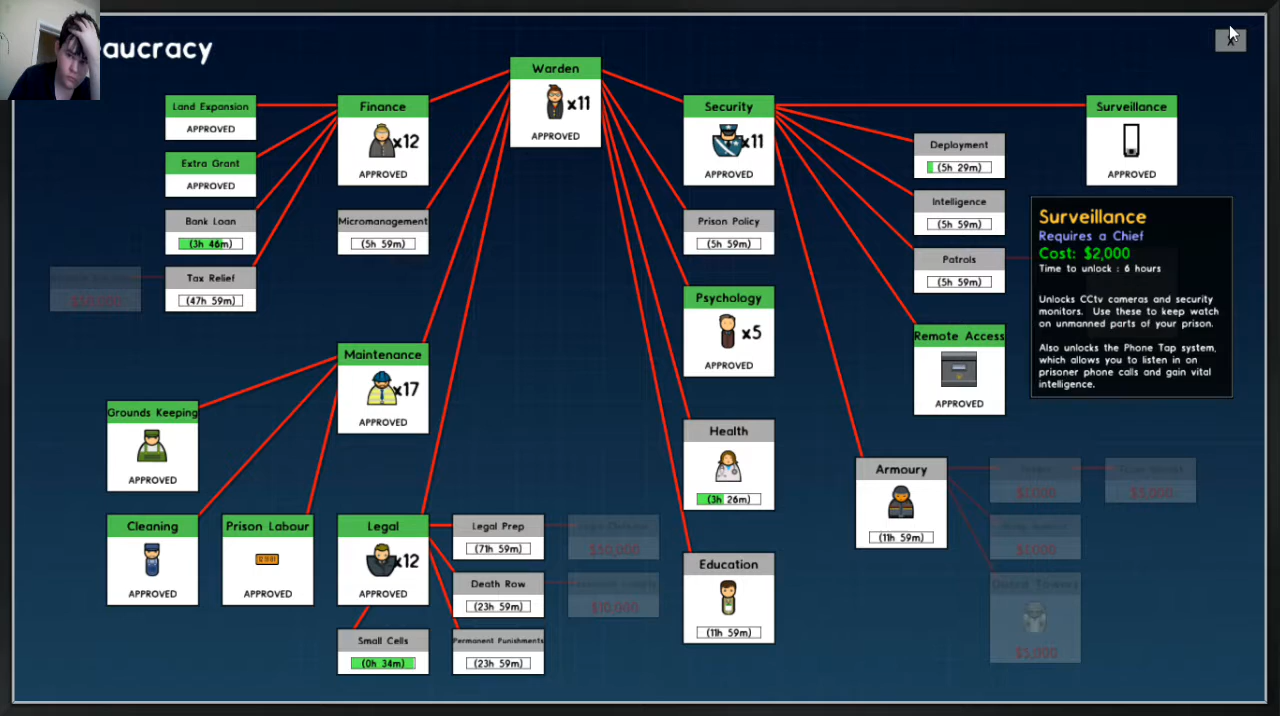 aucracy
X
Warden
x11
APPROVED
Land Expansion
APPROVED
Extra Grant
APPROVED
Bank Loan
(3h 46m)
Tax Relief
(47h 59m)
Finance
x12
APPROVED
Micromanagement
(5h 59m)
Maintenance
x17
APPROVED
Grounds Keeping
APPROVED
Cleaning
APPROVED
Prison Labour
APPROVED
Legal
x12
APPROVED
Small Cells
(0h 34m)
Legal Prep
(71h 59m)
Death Row
(23h 59m)
$10,000
Permanent Punishments
(23h 59m)
Security
x11
APPROVED
Prison Policy
(5h 59m)
Psychology
x5
APPROVED
Health
(3h 26m)
Education
(11h 59m)
Deployment
(5h 29m)
Intelligence
(5h 59m)
Patrols
(5h 59m)
Remote Access
APPROVED
Armoury
(11h 59m)
$5,000
Surveillance
APPROVED
Surveillance
Requires a Chief
Cost: $2,000
Time to unlock : 6 hours
Unlocks CCtv cameras and security
monitors. Use these to keep watch
on unmanned parts of your prison.
Also unlocks the Phone Tap system,
which allows you to listen in on
prisoner phone calls and gain vital
intelligence.